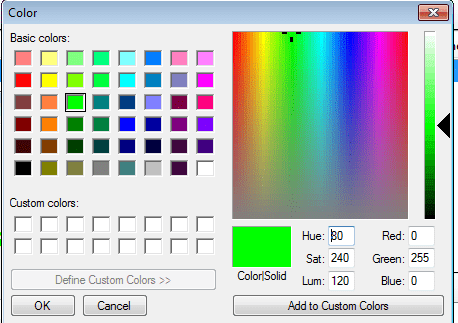 Color
Basic colors:
Custom colors:
Define Custom Colors >>
OK
Cancel
Hue: 80
Sat: 240
Lum: 120
Red: 0
Green: 255
Blue: 0
Color|Solid
Add to Custom Colors